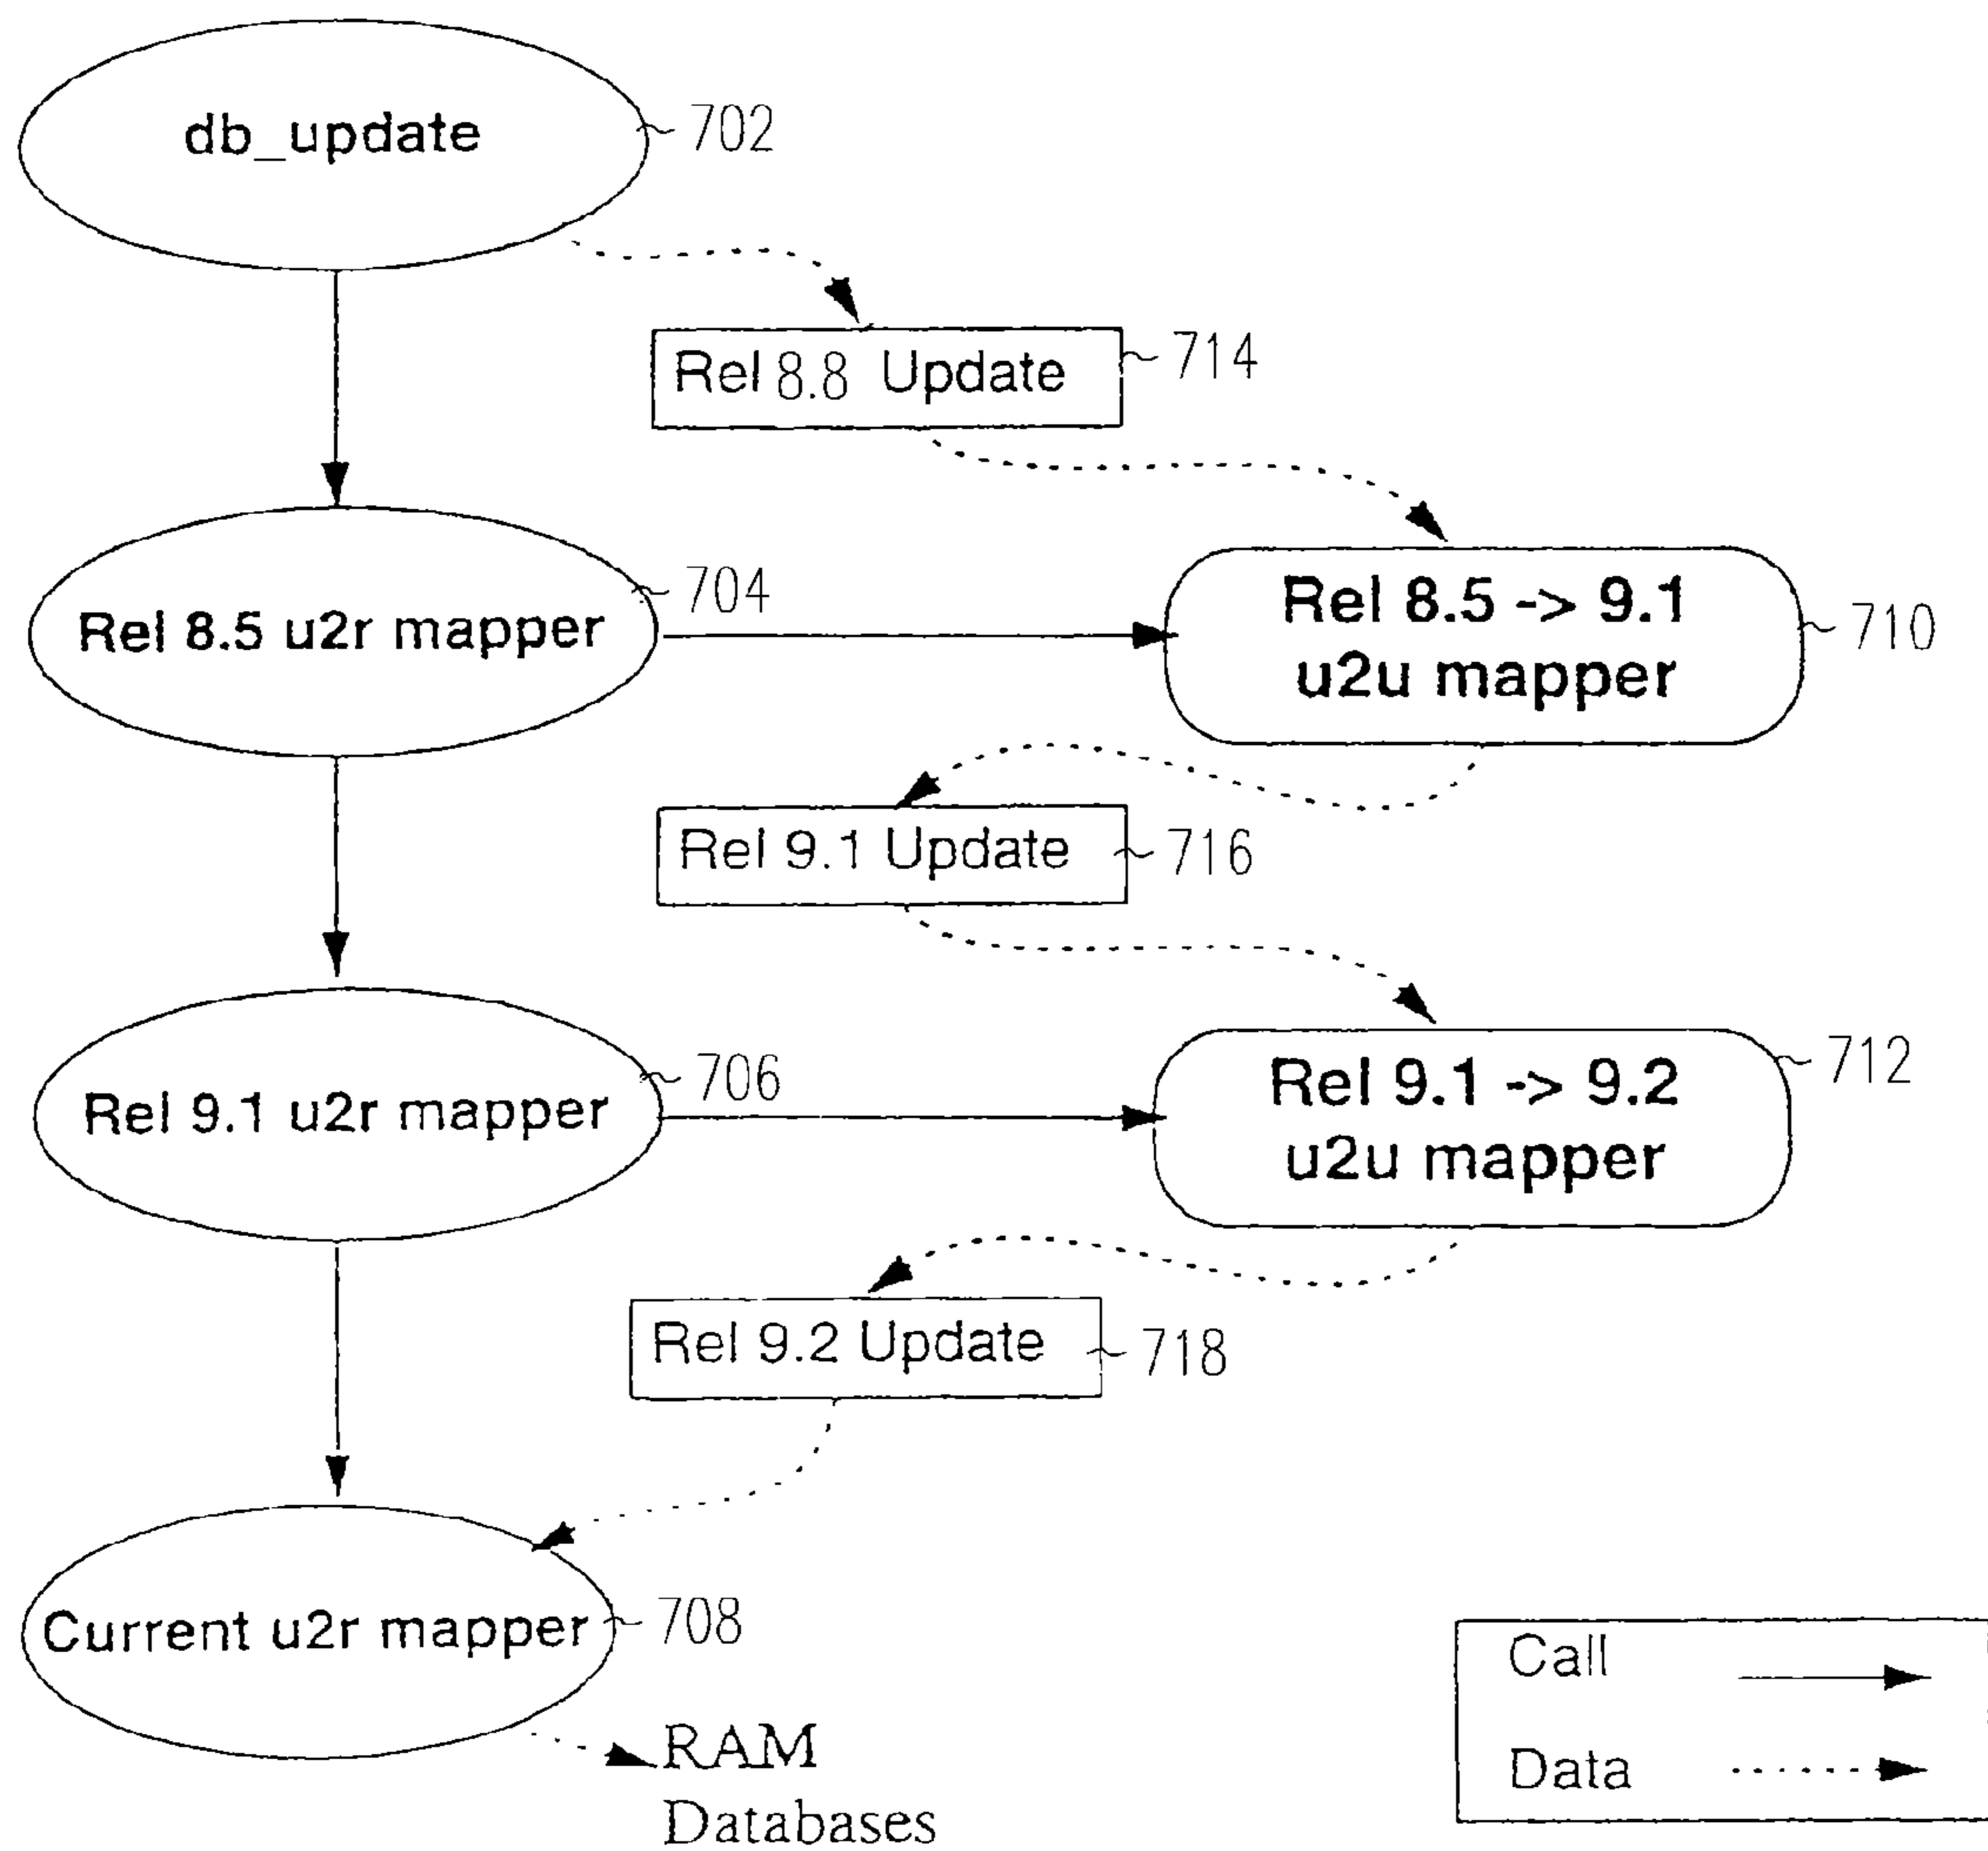 db_update
702
Rel 8.8 Update
714
704
Rel 8.5 u2r mapper
Rel 8.5 -> 9.1
u2u mapper
710
Rel 9.1 Update
716
706
Rel 9.1 u2r mapper
Rel 9.1 -> 9.2
u2u mapper
712
Rel 9.2 Update
718
Current u2r mapper
708
RAM
Databases
Call
Data